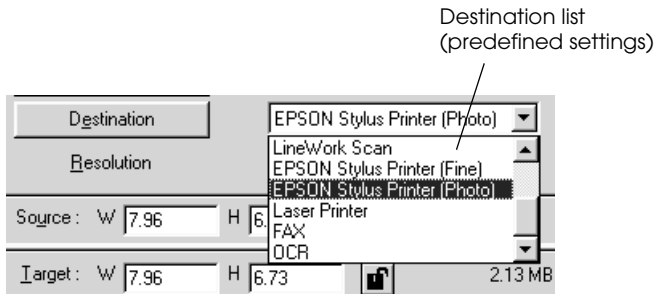 Destination list
(predefined settings)
Destination
EPSON Stylus Printer (Photo)
LineWork Scan
Resolution
EPSON Stylus Printer (Fine)
EPSON Stylus Printer (Photo)
Laser Printer
Source: W 7.96 H 6.
FAX
OCR
Target: W 7.96 H 6.73 2.13 MB